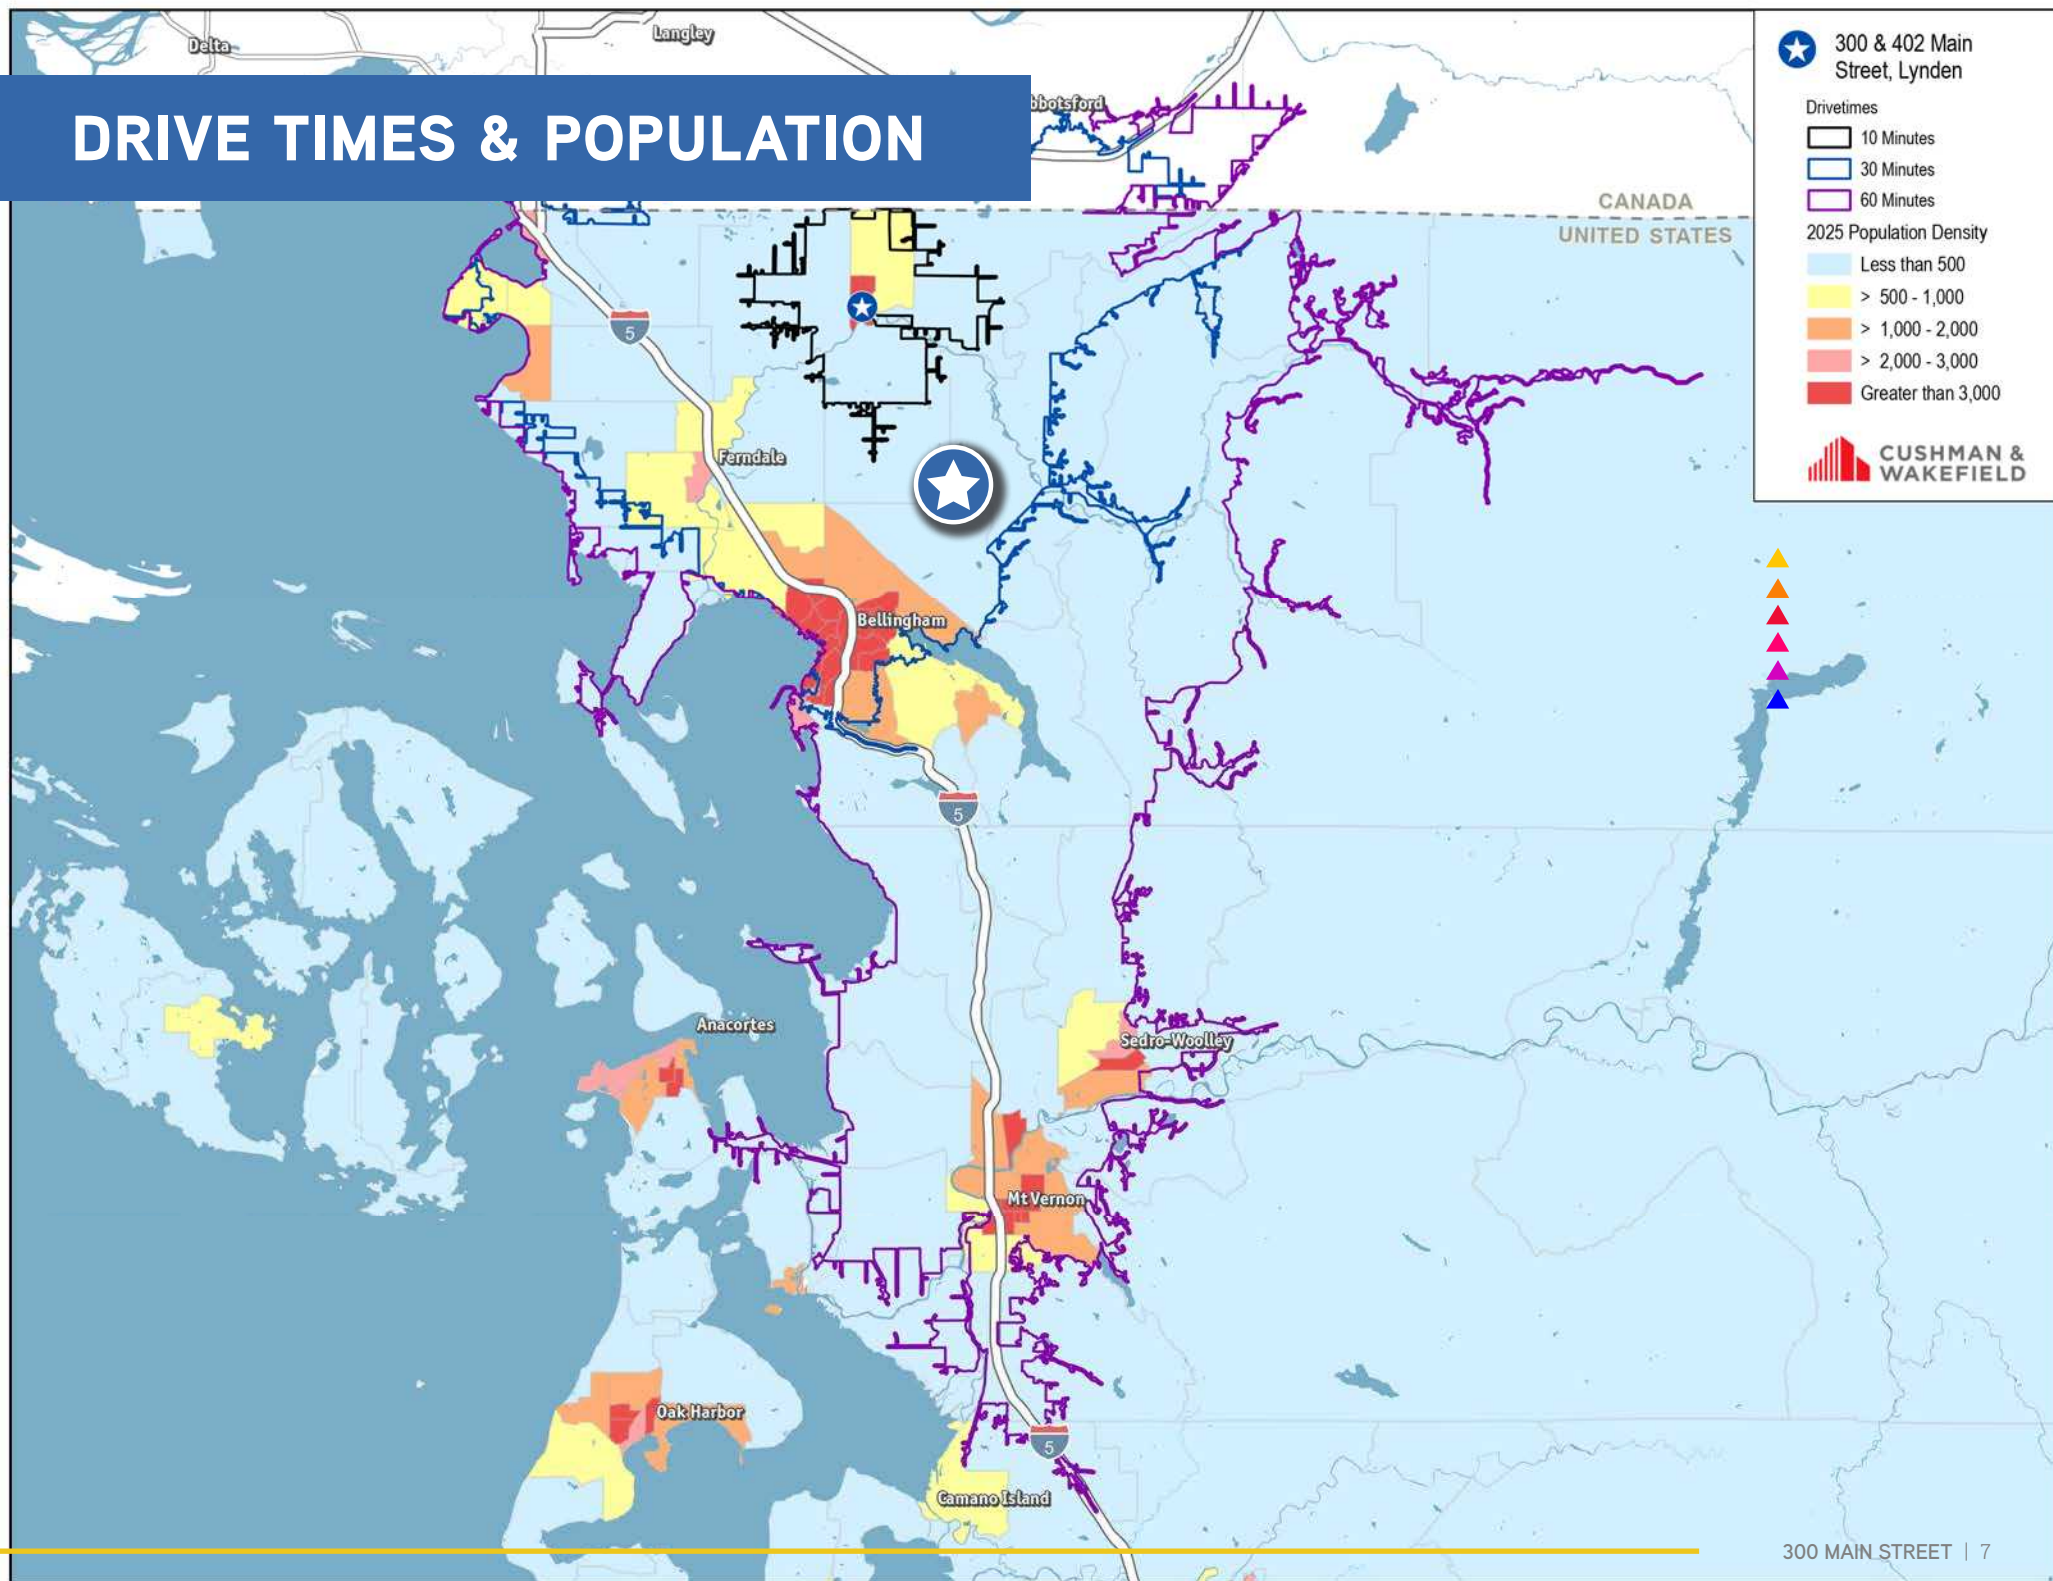 Delta
Langley
DRIVE TIMES & POPULATION
bbotsford
300 & 402 Main
Street, Lynden
Drivetimes
10 Minutes
30 Minutes
60 Minutes
2025 Population Density
Less than 500
> 500 - 1,000
> 1,000 - 2,000
> 2,000 - 3,000
Greater than 3,000
CUSHMAN &
WAKEFIELD
CANADA
UNITED STATES
5
Ferndale
Bellingham
5
Anacortes
Sedro-Woolley
Mt Vernon
Oak Harbor
5
Camano Island
300 MAIN STREET | 7